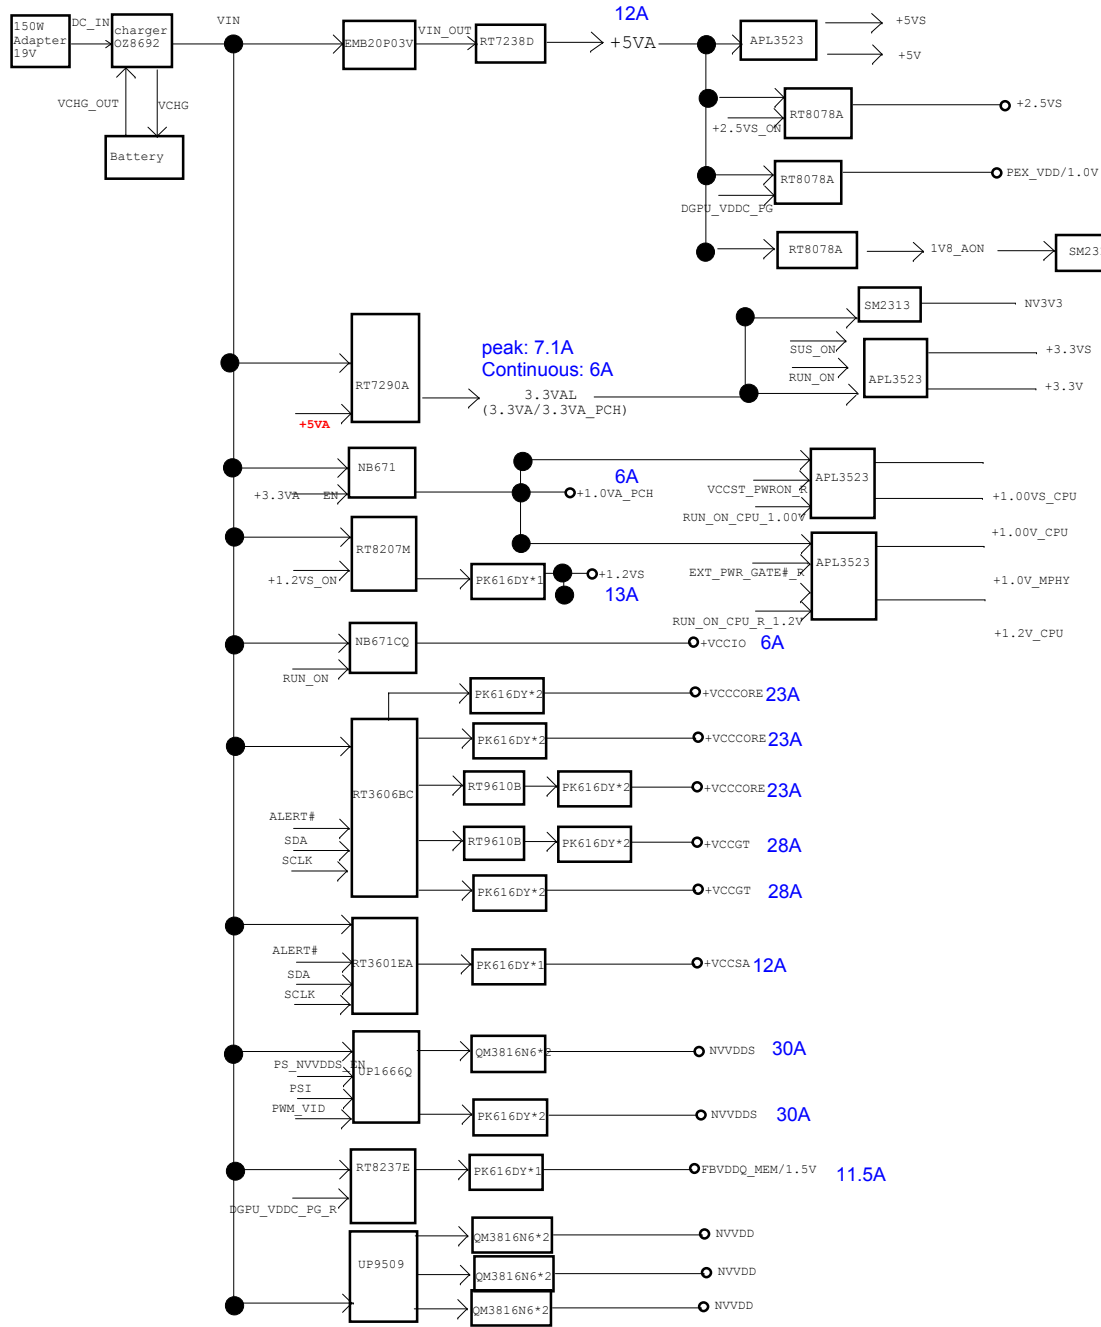 150W
Adapter
19V
DC_IN
charger
OZ8692
VIN
VCHG_OUT
VCHG
Battery
EMB20P03V
VIN_OUT
RT7238D
12A
+5VA
APL3523
+5VS
+5V
RT8078A
+2.5VS_ON
+2.5VS
RT8078A
DGPU_VDDC_PG
PEX_VDD/1.0V
RT8078A
1V8_AON
SM23
RT7290A
+5VA
peak: 7.1A
Continuous: 6A
3.3VAL
(3.3VA/3.3VA_PCH)
SM2313
NV3V3
SUS_ON
RUN_ON
APL3523
+3.3VS
+3.3V
NB671
+3.3VA EN
6A
+1.0VA_PCH
APL3523
VCCST_PWRON_R
RUN_ON_CPU_1.00V
+1.00VS_CPU
+1.00V_CPU
RT8207M
+1.2VS_ON
PK616DY*1
+1.2VS
13A
APL3523
EXT_PWR_GATE#_R
RUN_ON_CPU_R_1.2V
+1.0V_MPHY
+1.2V_CPU
NB671CQ
RUN_ON
+VCCIO 6A
RT3606BC
ALERT#
SDA
SCLK
PK616DY*2
+VCCCORE 23A
PK616DY*2
+VCCCORE 23A
RT9610B
PK616DY*2
+VCCCORE 23A
RT9610B
PK616DY*2
+VCCGT 28A
PK616DY*2
+VCCGT 28A
RT3601EA
ALERT#
SDA
SCLK
PK616DY*1
+VCCSA 12A
UP1666Q
PS_NVVDDS_EN
PSI
PWM_VID
QM3816N6*2
NVVDDS 30A
PK616DY*2
NVVDDS 30A
RT8237E
DGPU_VDDC_PG_R
PK616DY*1
FBVDDQ_MEM/1.5V 11.5A
UP9509
QM3816N6*2
NVVDD
QM3816N6*2
NVVDD
QM3816N6*2
NVVDD